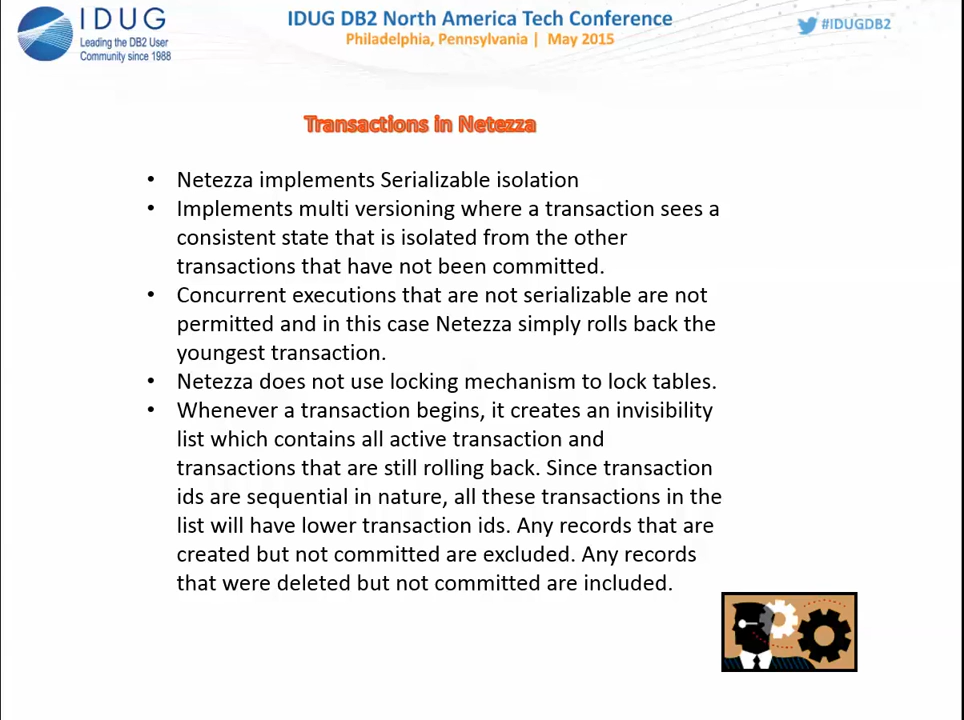 IDUG
Leading the DB2 User
Community since 1988
IDUG DB2 North America Tech Conference
Philadelphia, Pennsylvania | May 2015
#IDUGDB2
Transactions in Netezza
• Netezza implements Serializable isolation
• Implements multi versioning where a transaction sees a
consistent state that is isolated from the other
transactions that have not been committed.
• Concurrent executions that are not serializable are not
permitted and in this case Netezza simply rolls back the
youngest transaction.
• Netezza does not use locking mechanism to lock tables.
• Whenever a transaction begins, it creates an invisibility
list which contains all active transaction and
transactions that are still rolling back. Since transaction
ids are sequential in nature, all these transactions in the
list will have lower transaction ids. Any records that are
created but not committed are excluded. Any records
that were deleted but not committed are included.